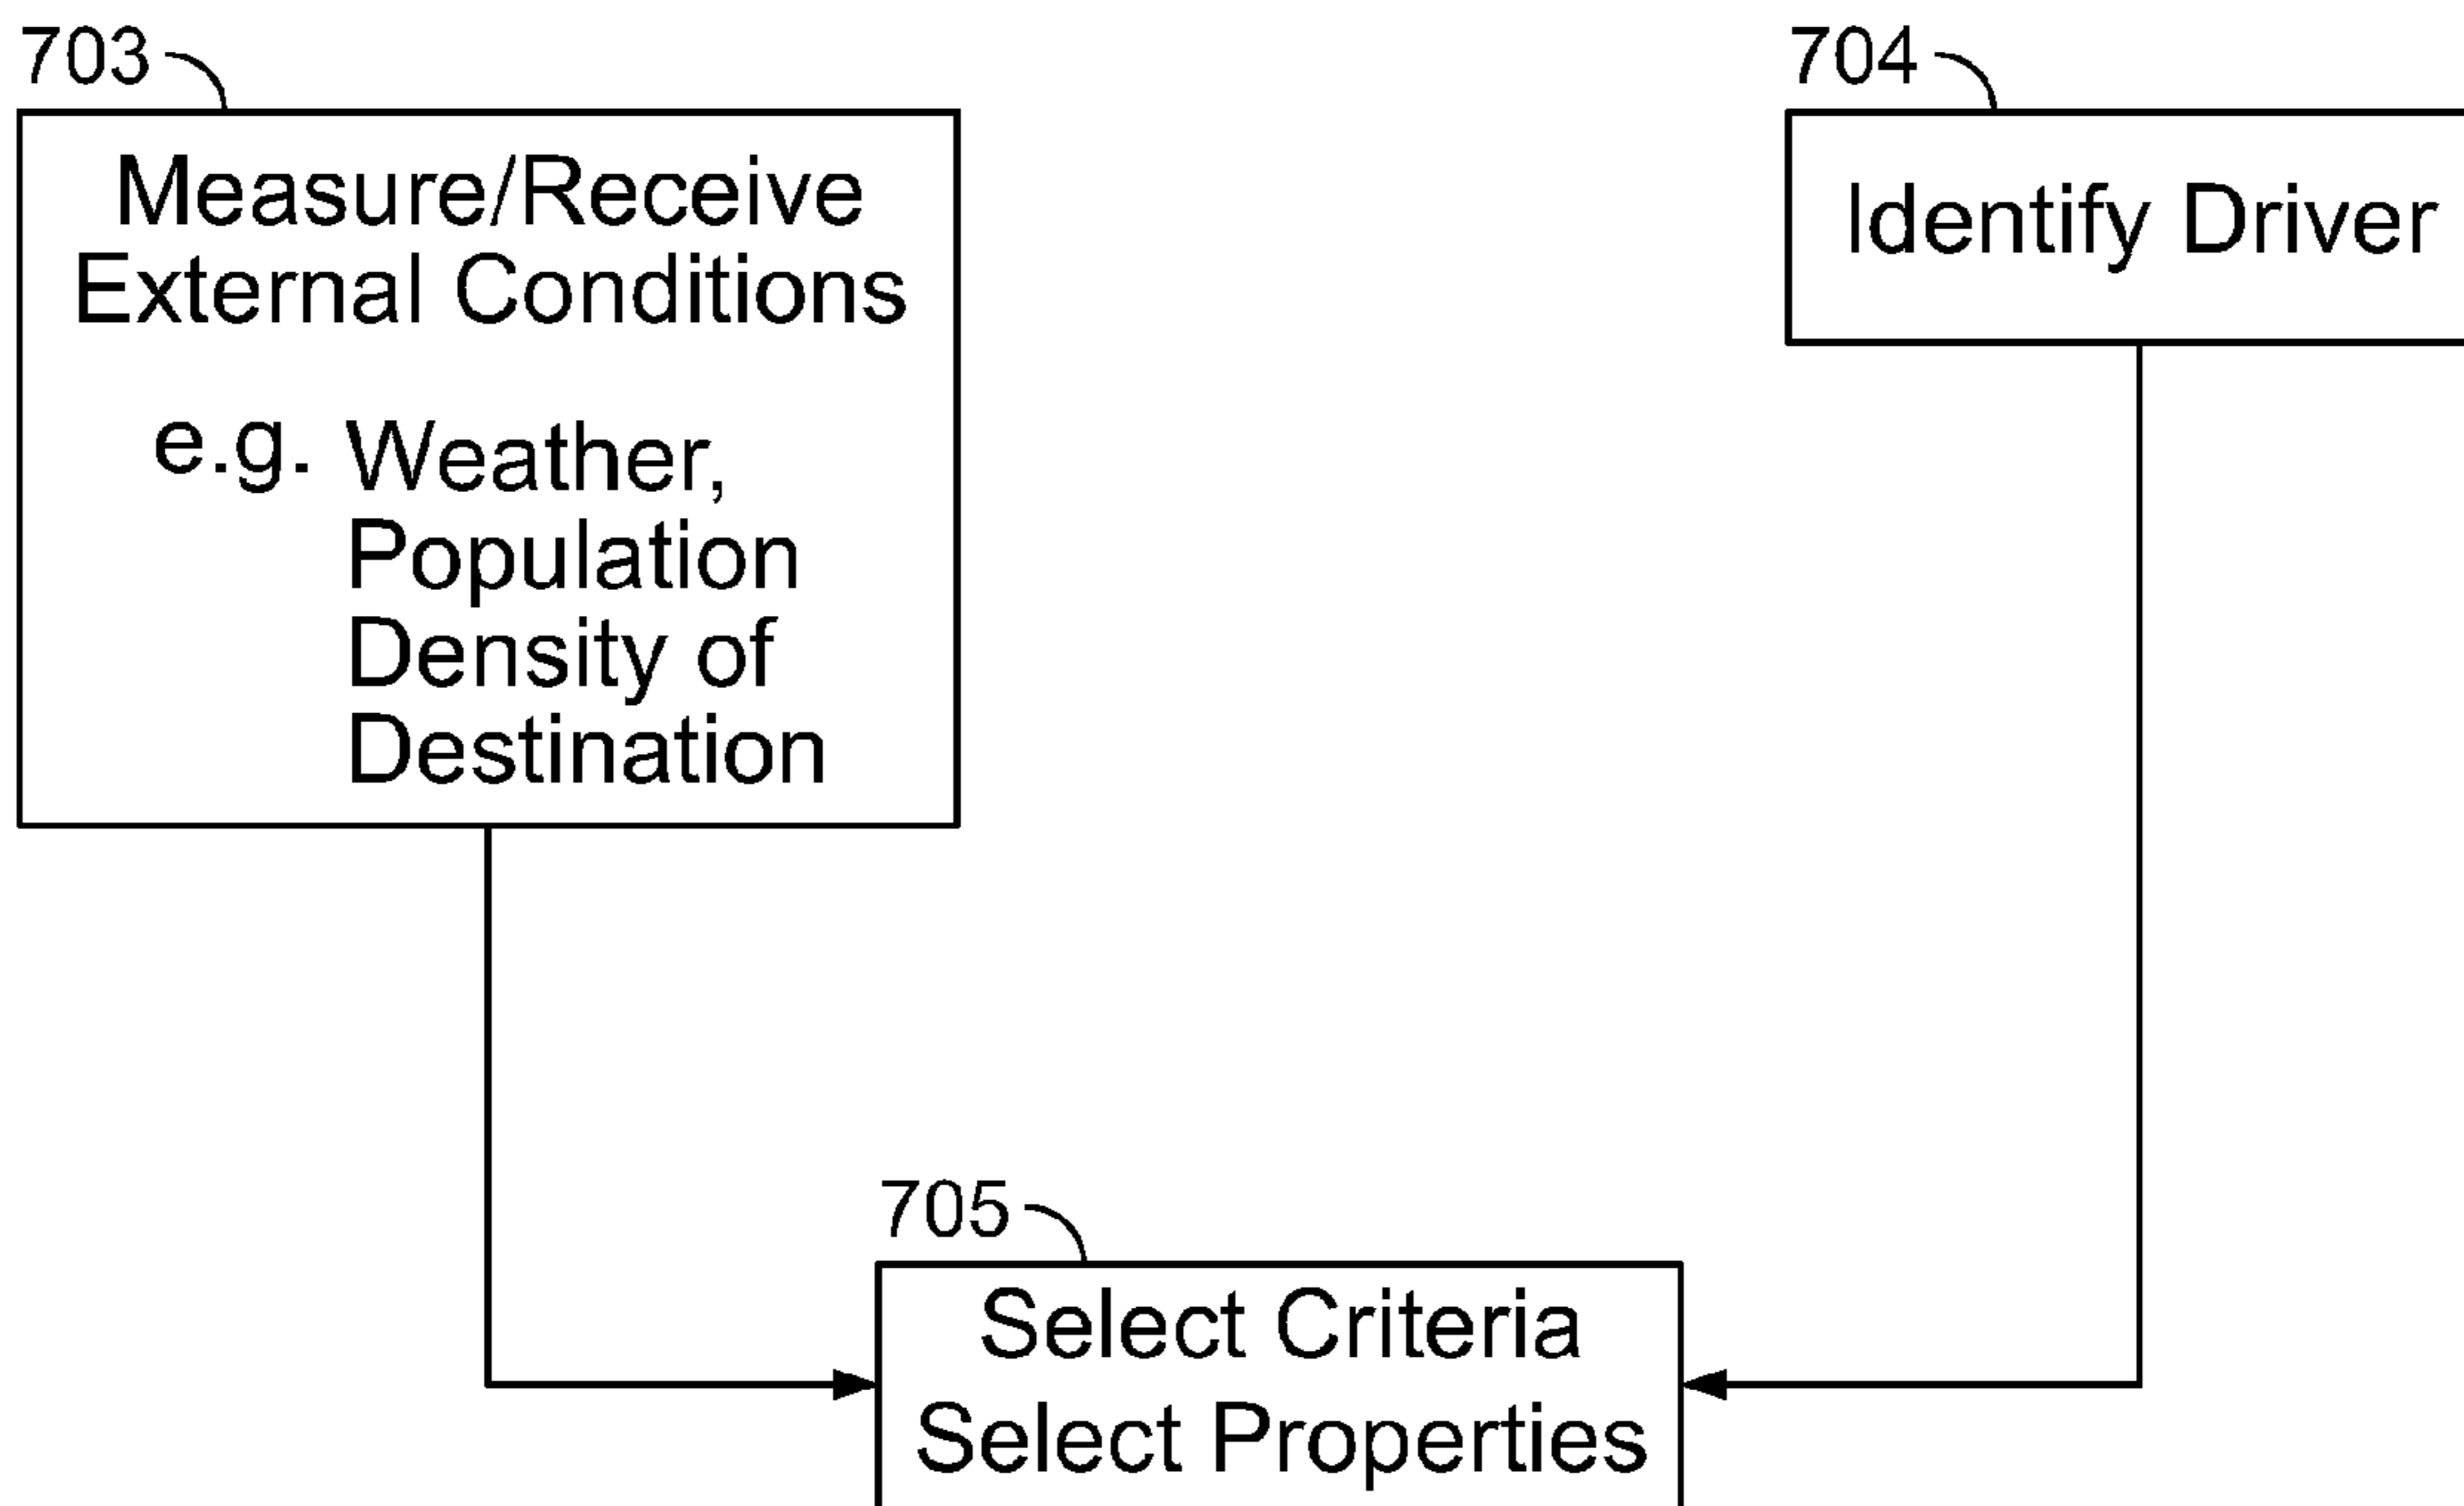 703
Measure/Receive
External Conditions
e.g. Weather,
Population
Density of
Destination
704
Identify Driver
705
Select Criteria
Select Properties